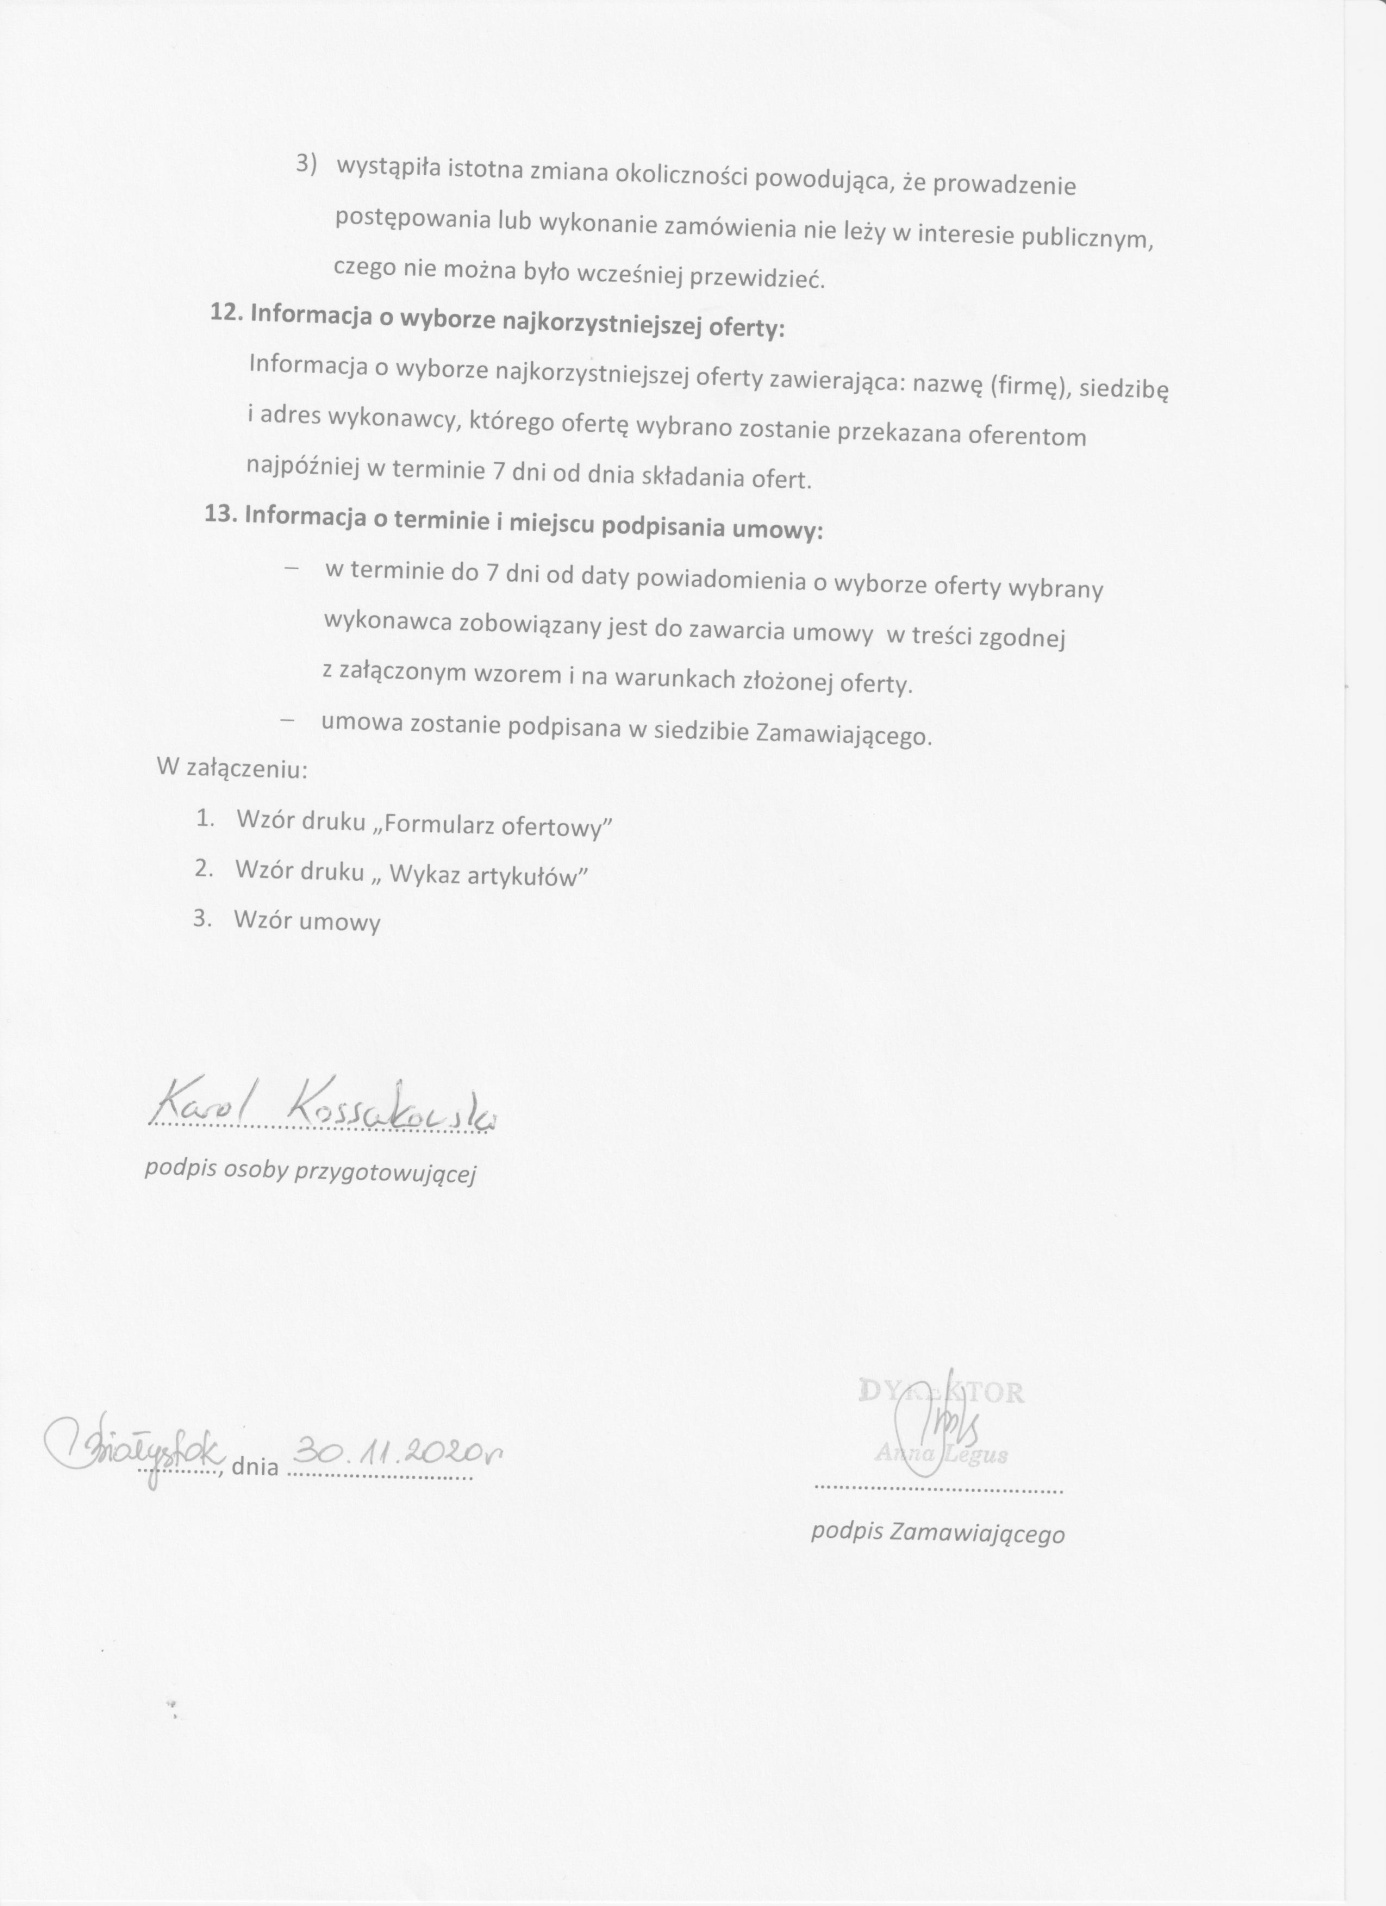 3) wystąpiła istotna zmiana okoliczności powodująca, że prowadzenie
postępowania lub wykonanie zamówienia nie leży w interesie publicznym,
czego nie można było wcześniej przewidzieć.
12. Informacja o wyborze najkorzystniejszej oferty:
Informacja o wyborze najkorzystniejszej oferty zawierająca: nazwę (firmę), siedzibę
i adres wykonawcy, którego ofertę wybrano zostanie przekazana oferentom
najpóźniej w terminie 7 dni od dnia składania ofert.
13. Informacja o terminie i miejscu podpisania umowy:
– w terminie do 7 dni od daty powiadomienia o wyborze oferty wybrany
wykonawca zobowiązany jest do zawarcia umowy w treści zgodnej
z załączonym wzorem i na warunkach złożonej oferty.
– umowa zostanie podpisana w siedzibie Zamawiającego.
W załączeniu:
1. Wzór druku „Formularz ofertowy”
2. Wzór druku „ Wykaz artykułów”
3. Wzór umowy
Karol Kossakowski
podpis osoby przygotowującej
DYREKTOR
Anna Legus
Białystok, dnia 30.11.2020r
podpis Zamawiającego